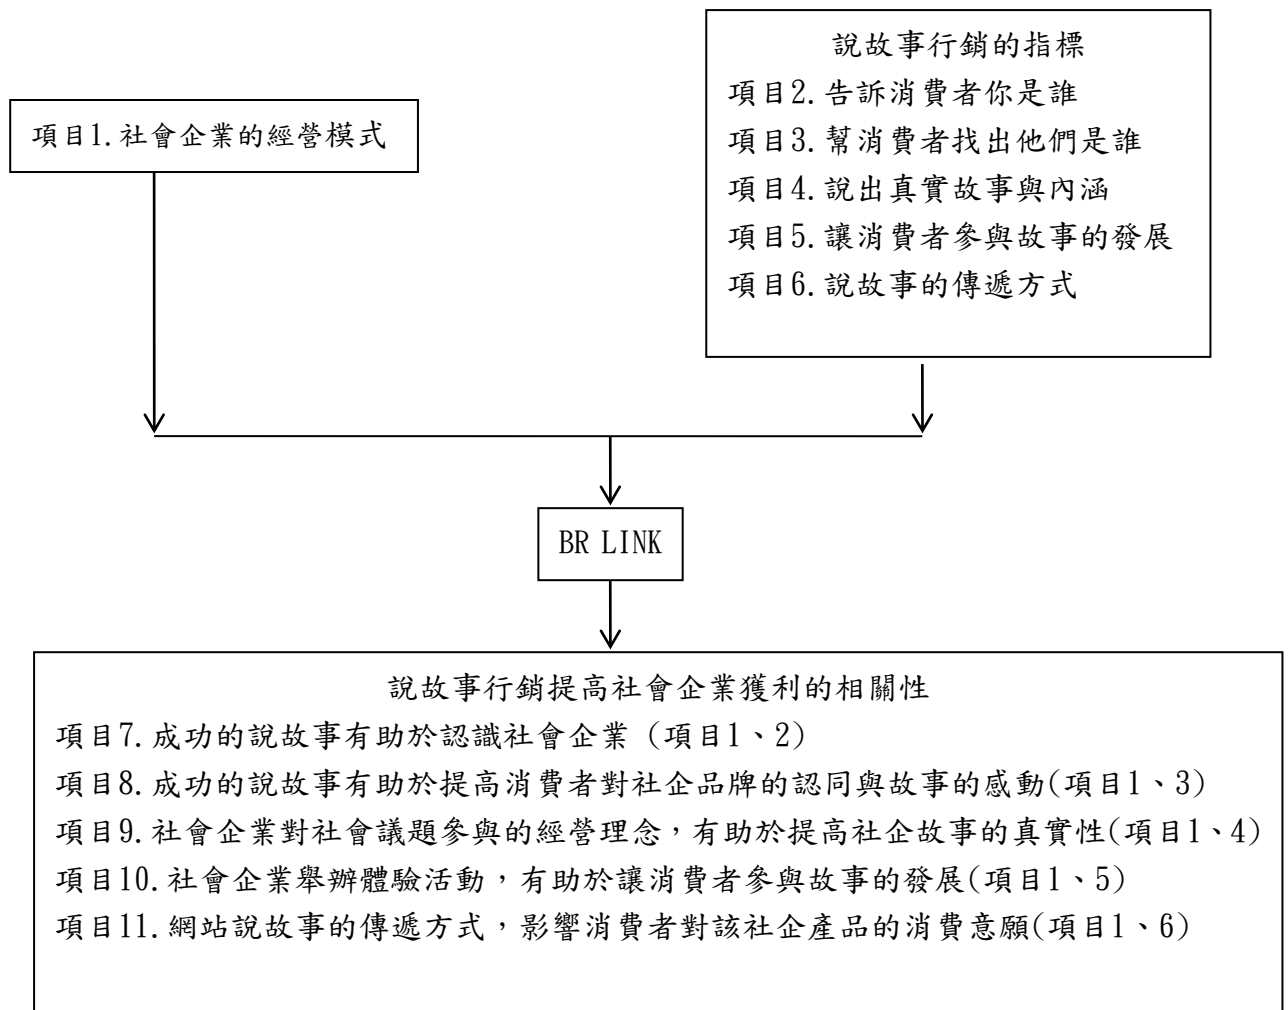 項目1.社會企業的經營模式
說故事行銷的指標
項目2.告訴消費者你是誰
項目3.幫消費者找出他們是誰
項目4.說出真實故事與內涵
項目5.讓消費者參與故事的發展
項目6.說故事的傳遞方式
BR LINK
說故事行銷提高社會企業獲利的相關性
項目7.成功的說故事有助於認識社會企業 (項目1、2)
項目8.成功的說故事有助於提高消費者對社企品牌的認同與故事的感動(項目1、3)
項目9.社會企業對社會議題參與的經營理念，有助於提高社企故事的真實性(項目1、4)
項目10.社會企業舉辦體驗活動，有助於讓消費者參與故事的發展(項目1、5)
項目11.網站說故事的傳遞方式，影響消費者對該社企產品的消費意願(項目1、6)